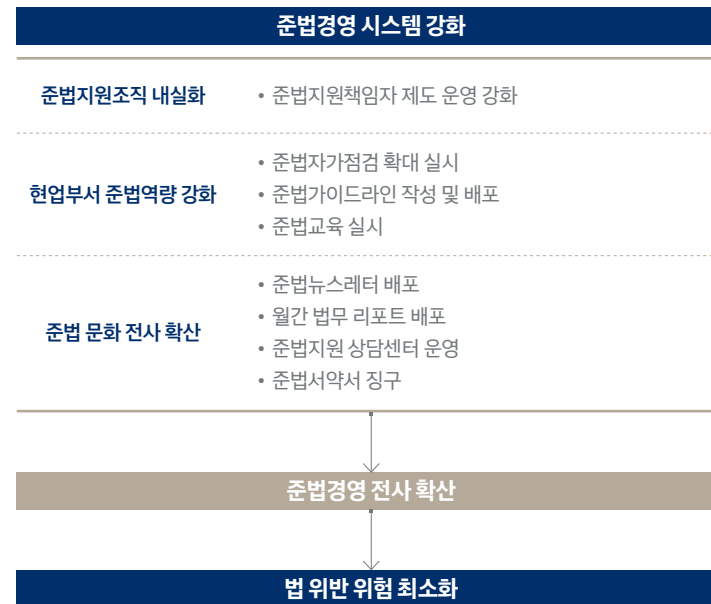 준법경영 시스템 강화
준법지원조직 내실화
• 준법지원책임자 제도 운영 강화
현업부서 준법역량 강화
• 준법자가점검 확대 실시
• 준법가이드라인 작성 및 배포
• 준법교육 실시
준법 문화 전사 확산
• 준법뉴스레터 배포
• 월간 법무 리포트 배포
• 준법지원 상담센터 운영
• 준법서약서 징구
준법경영 전사 확산
법 위반 위험 최소화